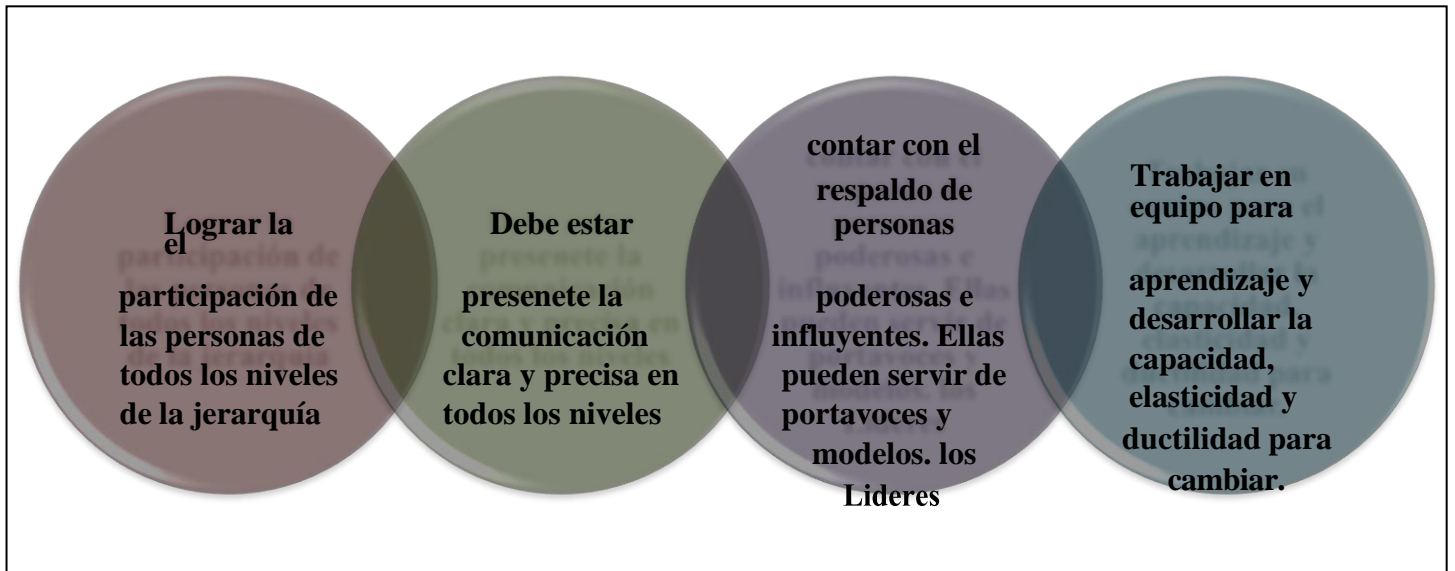 Lograr la
el
participación de
las personas de
todos los niveles
de la jerarquía
Debe estar
presenete la
comunicación
clara y precisa en
todos los niveles
contar con el
respaldo de
personas
poderosas e
influyentes. Ellas
pueden servir de
portavoces y
modelos. los
Lideres
Trabajar en
equipo para
aprendizaje y
desarrollar la
capacidad,
elasticidad y
ductilidad para
cambiar.